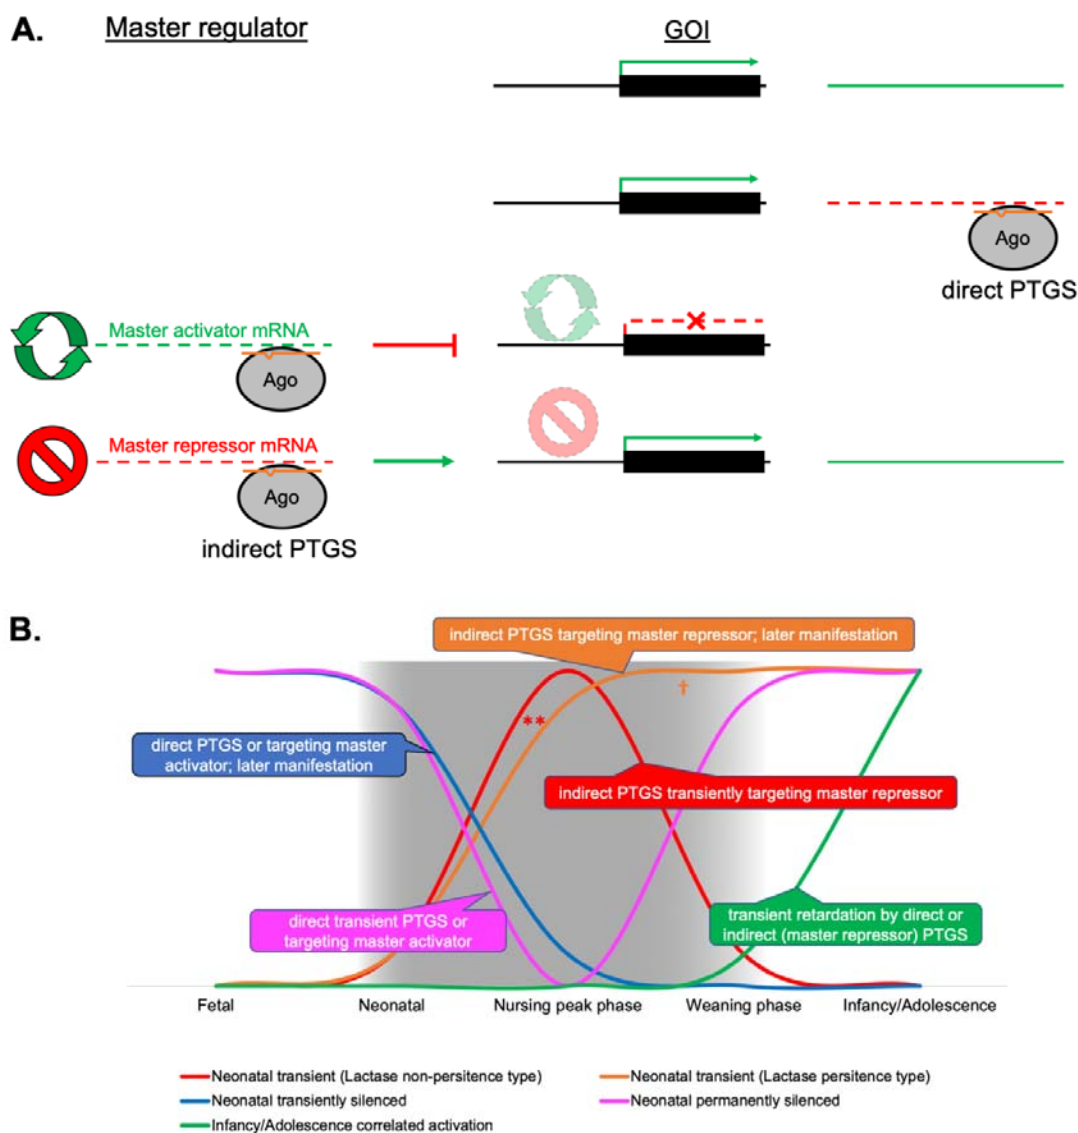 A.
Master regulator
GOI
Ago
direct PTGS
Master activator mRNA
Ago
Master repressor mRNA
Ago
indirect PTGS
B.
indirect PTGS targeting master repressor; later manifestation
†
**
direct PTGS or targeting master
activator; later manifestation
indirect PTGS transiently targeting master repressor
direct transient PTGS or
targeting master activator
transient retardation by direct or
indirect (master repressor) PTGS
Fetal
Neonatal
Nursing peak phase
Weaning phase
Infancy/Adolescence
Neonatal transient (Lactase non-persitence type)
Neonatal transient (Lactase persitence type)
Neonatal transiently silenced
Neonatal permanently silenced
Infancy/Adolescence correlated activation